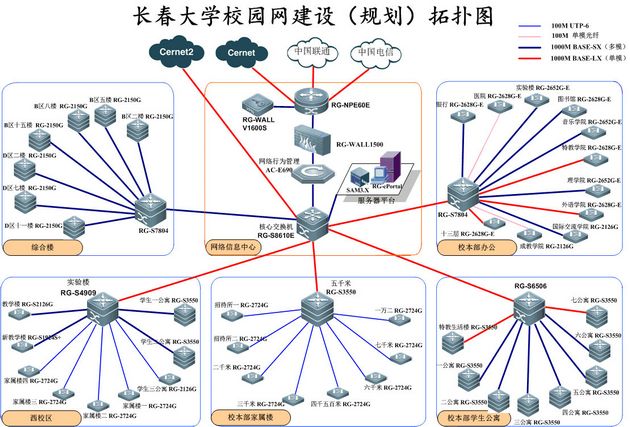 长春大学校园网建设（规划）拓扑图
100M UTP-6
100M 单模光纤
1000M BASE-SX（多模）
1000M BASE-LX（单模）
Cernet2
Cernet
中国联通
中国电信
RG-NPE60E
RG-WALL
V1600S
RG-WALL1500
网络行为管理
AC-E690
SAM3.X
RG-ePortal
服务器平台
核心交换机
RG-S8610E
网络信息中心
B区五楼 RG-2150G
B区八楼 RG-2150G
B区二楼 RG-2150G
B区十五楼 RG-2150G
D区二楼 RG-2150G
D区七楼 RG-2150G
D区十一楼 RG-2150G
RG-S7804
综合楼
实验楼 RG-2652G-E
医院 RG-2628G-E
图书馆 RG-2628G-E
银行 RG-2628G-E
音乐学院 RG-2652G-E
特教学院 RG-2628G-E
理学院 RG-2652G-E
外语学院 RG-2628G-E
国际交流学院 RG-2126G
RG-S7804
十三层 RG-2628G-E
成教学院 RG-2126G
校本部办公
实验楼
RG-S4909
教学楼 RG-S2126G
学生一公寓 RG-S3550
新教学楼 RG-S1926S+
学生二公寓 RG-S3550
家属楼四 RG-2724G
学生三公寓 RG-2126G
家属楼三 RG-2724G
家属楼一 RG-2724G
家属楼二 RG-2724G
西校区
五千米
RG-S3550
招待所一 RG-2724G
一万二 RG-2724G
招待所二 RG-2724G
七千米 RG-2724G
二千米 RG-2724G
六千米 RG-2724G
三千米 RG-2724G
四千五百米 RG-2724G
校本部家属楼
RG-S6506
七公寓 RG-S3550
特教生活楼 RG-S3550
六公寓 RG-S3550
一公寓 RG-S3550
五公寓 RG-S3550
二公寓 RG-S3550
四公寓 RG-S3550
三公寓 RG-S3550
校本部学生公寓